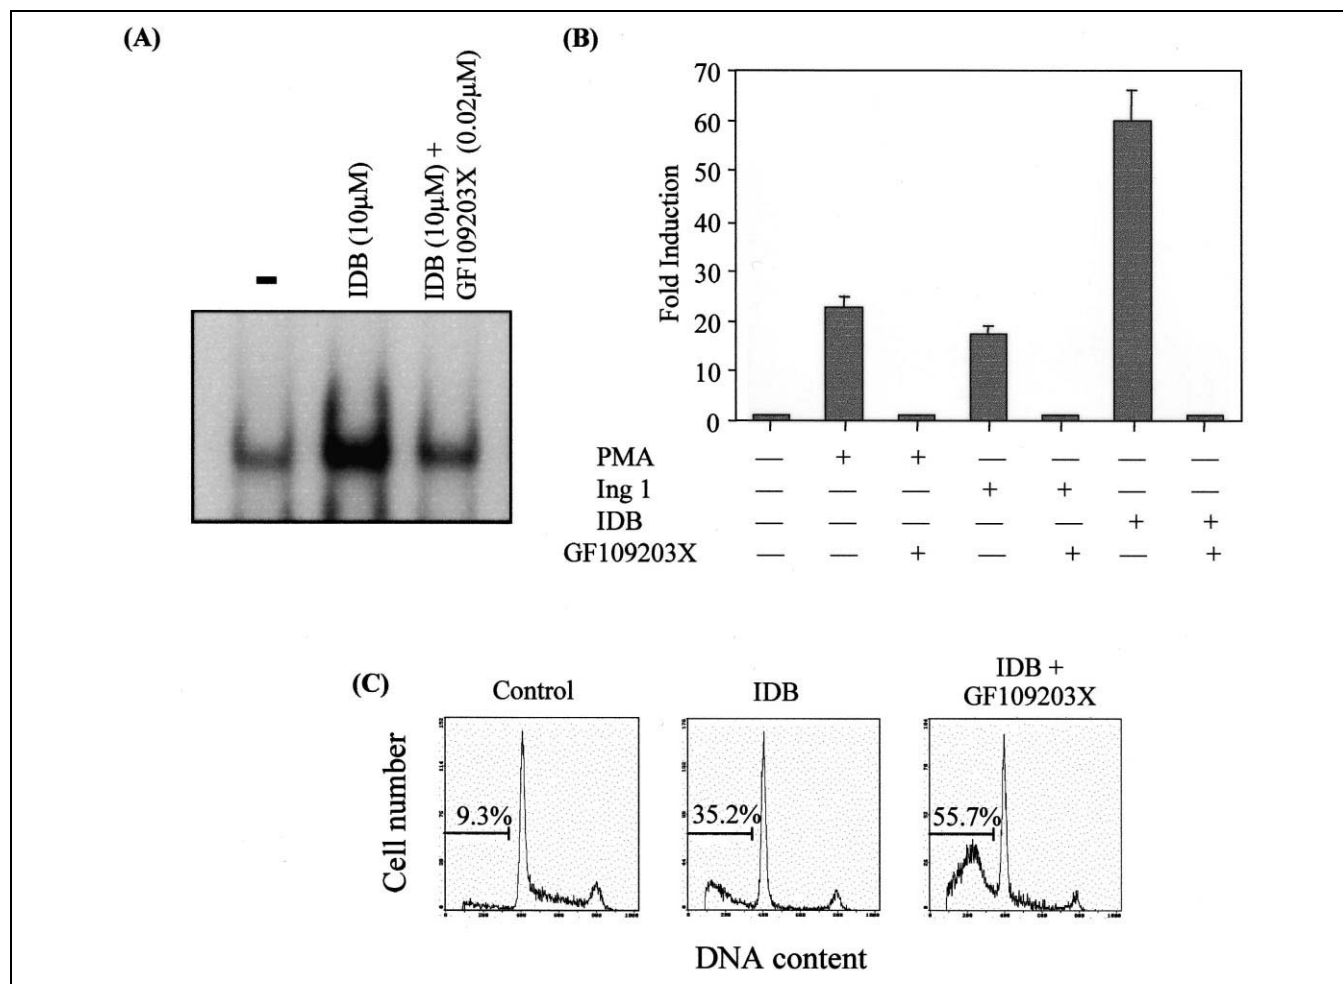 (A)
(B)
IDB (10μM)
IDB (10μM) +
GF109203X (0.02μM)
Fold Induction
70
60
50
40
30
20
10
0
PMA — + + — — — —
Ing 1 — — — + + — —
IDB — — — — — + +
GF109203X — — + — + — +
(C)
Control
IDB
IDB +
GF109203X
Cell number
9.3%
35.2%
55.7%
DNA content